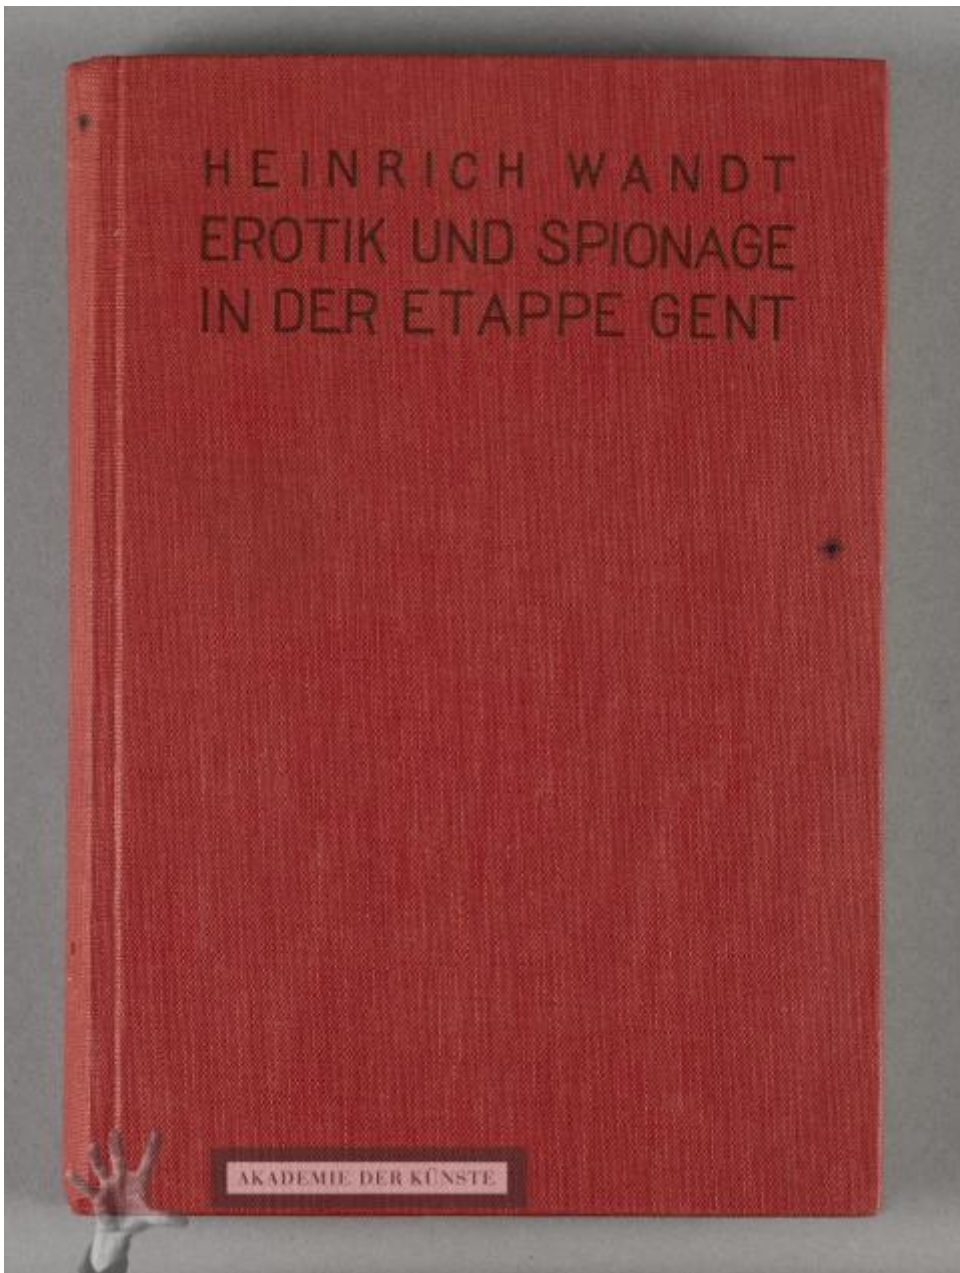 HEINRICH WANDT
EROTIK UND SPIONAGE
IN DER ETAPPE GENT
AKADEMIE DER KÜNSTE